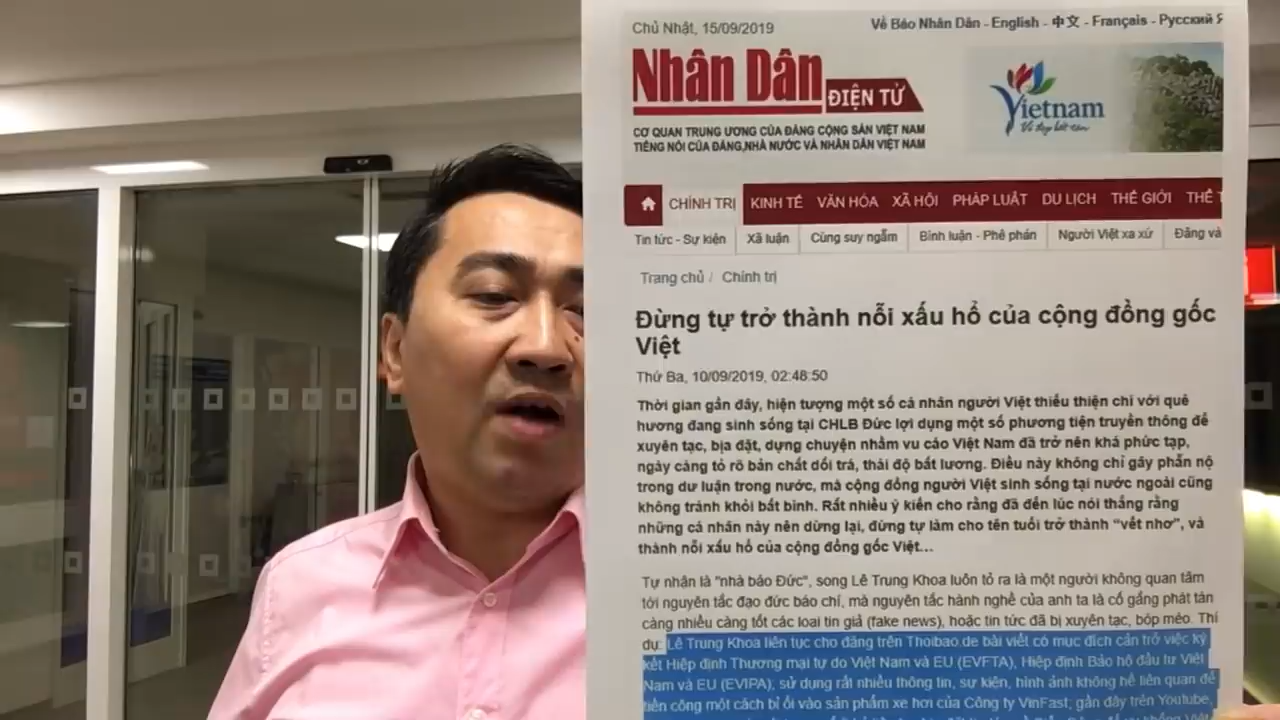 Chủ Nhật, 15/09/2019
Về Báo Nhân Dân - English - 中文 - Français - Русский Я
Nhân Dân
ĐIỆN TỬ
Vietnam
CƠ QUAN TRUNG ƯƠNG CỦA ĐẢNG CỘNG SẢN VIỆT NAM
TIẾNG NÓI CỦA ĐẢNG,NHÀ NƯỚC VÀ NHÂN DÂN VIỆT NAM
CHÍNH TRỊ KINH TẾ VĂN HÓA XÃ HỘI PHÁP LUẬT DU LỊCH THẾ GIỚI THỂ T
Tin tức - Sự kiện Xã luận Cùng suy ngẫm Bình luận - Phê phán Người Việt xa xứ Đảng và
Trang chủ / Chính trị
Đừng tự trở thành nỗi xấu hổ của cộng đồng gốc
Việt
Thứ Ba, 10/09/2019, 02:48:50
Thời gian gần đây, hiện tượng một số cá nhân người Việt thiếu thiện chí với quê
hương đang sinh sống tại CHLB Đức lợi dụng một số phương tiện truyền thông để
xuyên tạc, bịa đặt, dựng chuyện nhằm vu cáo Việt Nam đã trở nên khá phức tạp,
ngày càng tỏ rõ bản chất dối trá, thái độ bất lương. Điều này không chỉ gây phẫn nộ
trong dư luận trong nước, mà cộng đồng người Việt sinh sống tại nước ngoài cũng
không tránh khỏi bất bình. Rất nhiều ý kiến cho rằng đã đến lúc nói thẳng rằng
những cá nhân này nên dừng lại, đừng tự làm cho tên tuổi trở thành “vết nhơ”, và
thành nỗi xấu hổ của cộng đồng gốc Việt...
Tự nhận là "nhà báo Đức", song Lê Trung Khoa luôn tỏ ra là một người không quan tâm
tới nguyên tắc đạo đức báo chí, mà nguyên tắc hành nghề của anh ta là cố gắng phát tán
càng nhiều càng tốt các loại tin giả (fake news), hoặc tin tức đã bị xuyên tạc, bóp méo. Thí
dụ: Lê Trung Khoa liên tục cho đăng trên Thoibao.de bài viết có mục đích cản trở việc ký
kết Hiệp định Thương mại tự do Việt Nam và EU (EVFTA), Hiệp định Bảo hộ đầu tư Việt
Nam và EU (EVIPA), sử dụng rất nhiều thông tin, sự kiện, hình ảnh không hề liên quan để
tiến công một cách bỉ ổi vào sản phẩm xe hơi của Công ty VinFast; gần đây trên Youtube,